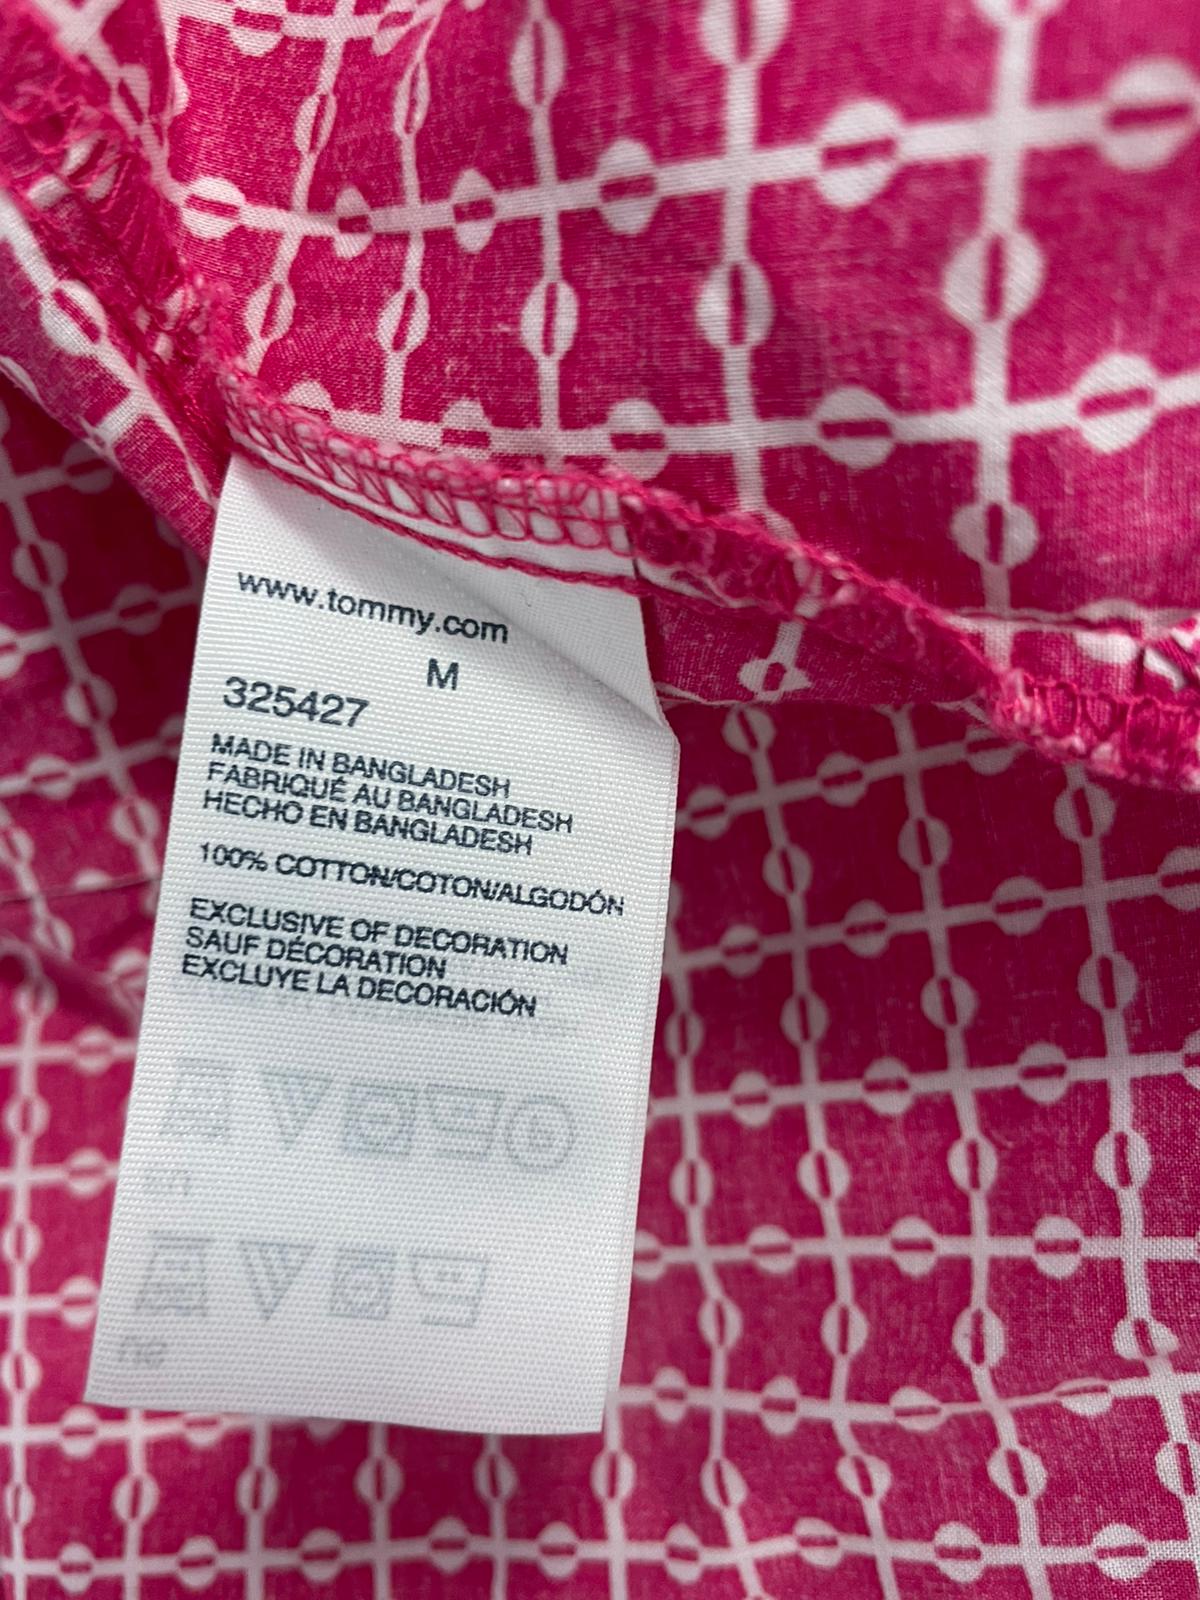 www.tommy.com
M
325427
MADE IN BANGLADESH
FABRIQUÉ AU BANGLADESH
HECHO EN BANGLADESH
100% COTTON/COTON/ALGODÓN
EXCLUSIVE OF DECORATION
SAUF DÉCORATION
EXCLUYE LA DECORACIÓN